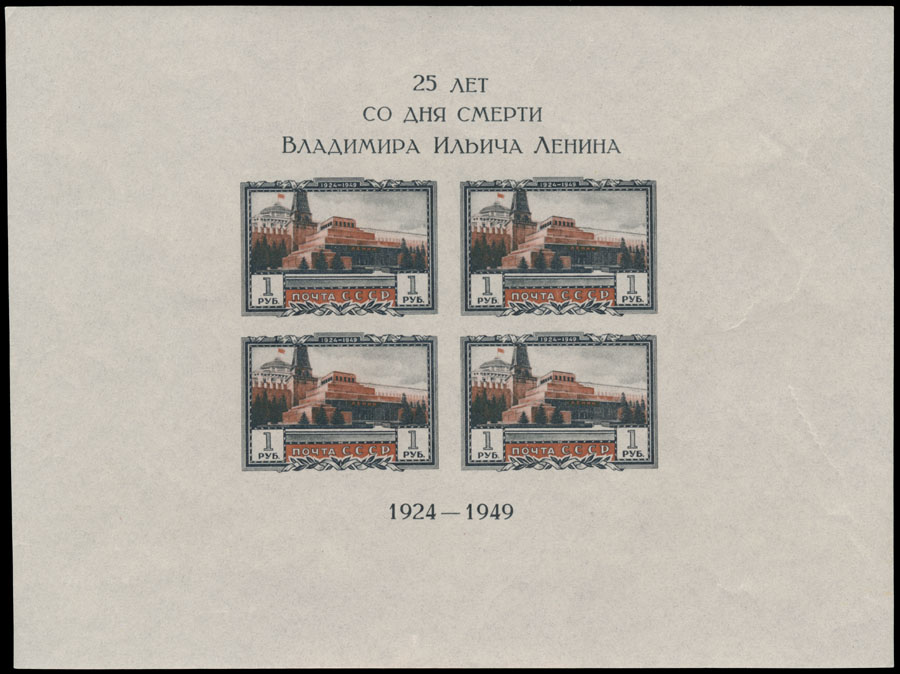 25 ЛЕТ
СО ДНЯ СМЕРТИ
ВЛАДИМИРА ИЛЬИЧА ЛЕНИНА
1924-1949
1924-1949
1 РУБ.
ПОЧТА СССР
1 РУБ.
1 РУБ.
ПОЧТА СССР
1 РУБ.
1924-1949
1924-1949
1 РУБ.
ПОЧТА СССР
1 РУБ.
1 РУБ.
ПОЧТА СССР
1 РУБ.
1924—1949